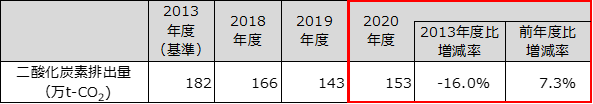 2013
年度
(基準)
2018
年度
2019
年度
2020
年度
2013年度比
増減率
前年度比
増減率
二酸化炭素排出量
(万t-CO2)
182
166
143
153
-16.0%
7.3%